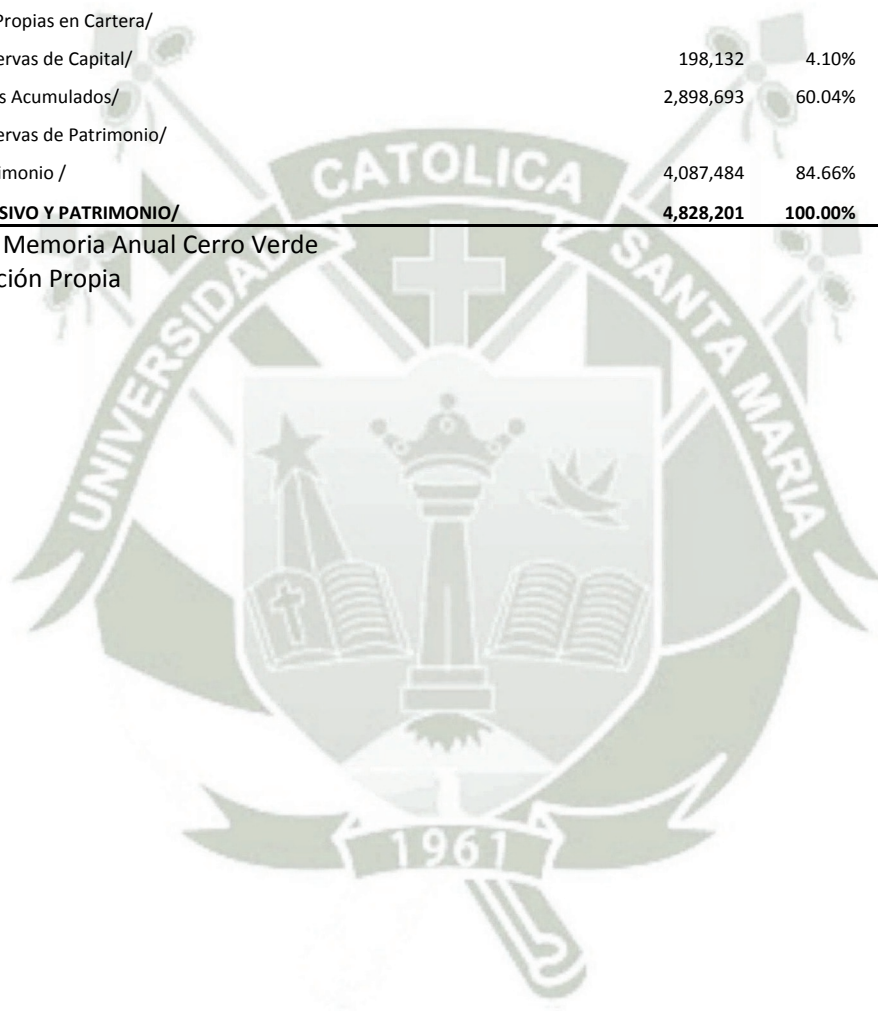 Propias en Cartera/
ervas de Capital/ 198,132 4.10%
s Acumulados/ 2,898,693 60.04%
ervas de Patrimonio/
imonio / 4,087,484 84.66%
SIVO Y PATRIMONIO/ 4,828,201 100.00%
Memoria Anual Cerro Verde
ción Propia
UNIVERSIDAD CATOLICA SANTA MARIA
1961